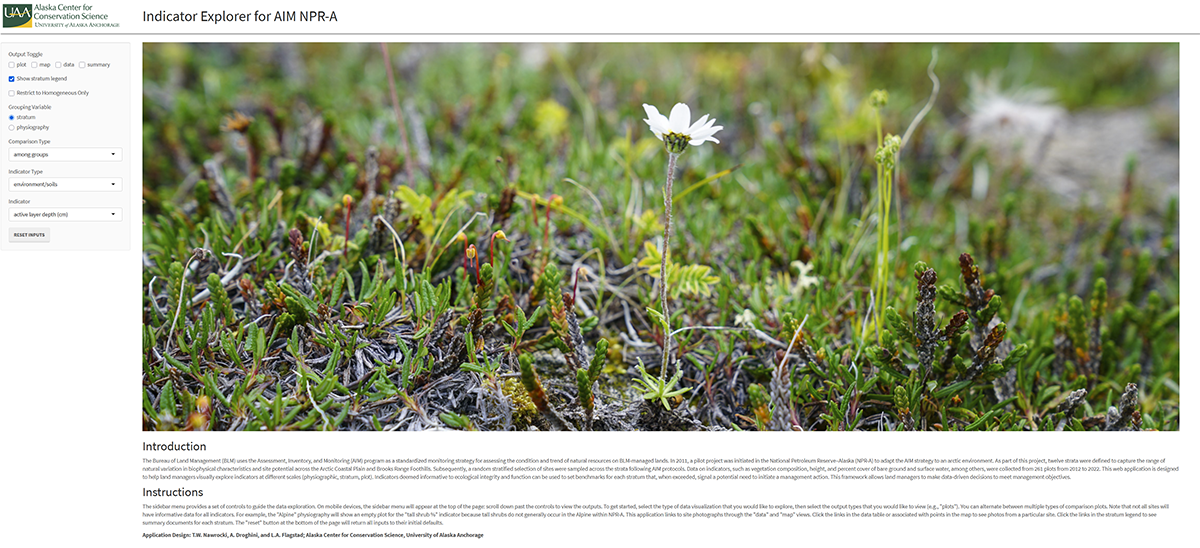 UAA
Alaska Center for
Conservation Science
UNIVERSITY of ALASKA ANCHORAGE
Indicator Explorer for AIM NPR-A
Output Toggle
plot map data summary
Show stratum legend
Restrict to Homogeneous Only
Grouping Variable
stratum
physiography
Comparison Type
among groups
Indicator Type
environment/soils
Indicator
active layer depth (cm)
RESET INPUTS
Introduction
The Bureau of Land Management (BLM) uses the Assessment, Inventory, and Monitoring (AIM) program as a standardized monitoring strategy for assessing the condition and trend of natural resources on BLM-managed lands. In 2011, a pilot project was initiated in the National Petroleum Reserve-Alaska (NPR-A) to adapt the AIM strategy to an arctic environment. As part of this project, twelve strata were defined to capture the range of
natural variation in biophysical characteristics and site potential across the Arctic Coastal Plain and Brooks Range Foothills. Subsequently, a random stratified selection of sites were sampled across the strata following AIM protocols. Data on indicators, such as vegetation composition, height, and percent cover of bare ground and surface water, among others, were collected from 261 plots from 2012 to 2022. This web application is designed
to help land managers visually explore indicators at different scales (physiographic, stratum, plot). Indicators deemed informative to ecological integrity and function can be used to set benchmarks for each stratum that, when exceeded, signal a potential need to initiate a management action. This framework allows land managers to make data-driven decisions to meet management objectives.
Instructions
The sidebar menu provides a set of controls to guide the data exploration. On mobile devices, the sidebar menu will appear at the top of the page: scroll down past the controls to view the outputs. To get started, select the type of data visualization that you would like to explore, then select the output types that you would like to view (e.g., "plots"). You can alternate between multiple types of comparison plots. Note that not all sites will
have informative data for all indicators. For example, the "Alpine" physiography will show an empty plot for the "tall shrub %" indicator because tall shrubs do not generally occur in the Alpine within NPR-A. This application links to site photographs through the "data" and "map" views. Click the links in the data table or associated with points in the map to see photos from a particular site. Click the links in the stratum legend to see
summary documents for each stratum. The "reset" button at the bottom of the page will return all inputs to their initial defaults.
Application Design: T.W. Nawrocki, A. Droghini, and L.A. Flagstad; Alaska Center for Conservation Science, University of Alaska Anchorage